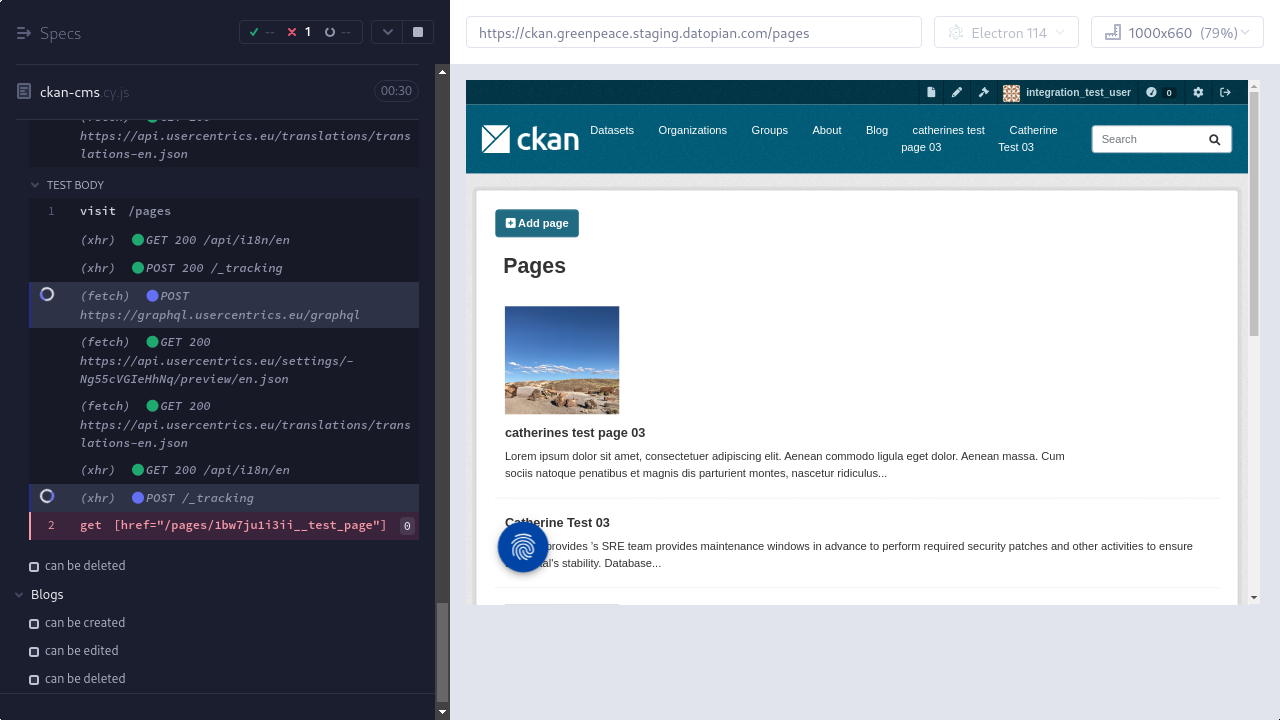 Specs
-- 1 --
ckan-cms.cy.js
00:30
(fetch) GET 200
https://api.usercentrics.eu/translations/trans
lations-en.json
TEST BODY
1 visit /pages
(xhr) GET 200 /api/i18n/en
(xhr) POST 200 /_tracking
(fetch) POST
https://graphql.usercentrics.eu/graphql
(fetch) GET 200
https://api.usercentrics.eu/settings/-
Ng55cVGIeHhNq/preview/en.json
(fetch) GET 200
https://api.usercentrics.eu/translations/trans
lations-en.json
(xhr) GET 200 /api/i18n/en
(xhr) POST /_tracking
2 get [href="/pages/1bw7ju1i3ii__test_page"] 0
can be deleted
Blogs
can be created
can be edited
can be deleted
https://ckan.greenpeace.staging.datopian.com/pages
Electron 114
1000x660 (79%)
integration_test_user
0
ckan
Datasets Organizations Groups About Blog catherines test page 03 Catherine Test 03
Search
Add page
Pages
catherines test page 03
Lorem ipsum dolor sit amet, consectetuer adipiscing elit. Aenean commodo ligula eget dolor. Aenean massa. Cum
sociis natoque penatibus et magnis dis parturient montes, nascetur ridiculus...
Catherine Test 03
provides 's SRE team provides maintenance windows in advance to perform required security patches and other activities to ensure
stability. Database...